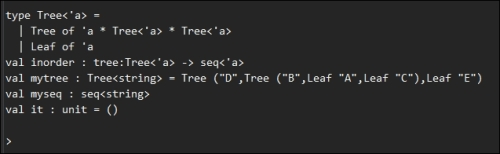 type Tree<'a> =
  | Tree of 'a * Tree<'a> * Tree<'a>
  | Leaf of 'a
val inorder : tree:Tree<'a> -> seq<'a>
val mytree : Tree<string> = Tree ("D",Tree ("B",Leaf "A",Leaf "C"),Leaf "E")
val myseq : seq<string>
val it : unit = ()
>